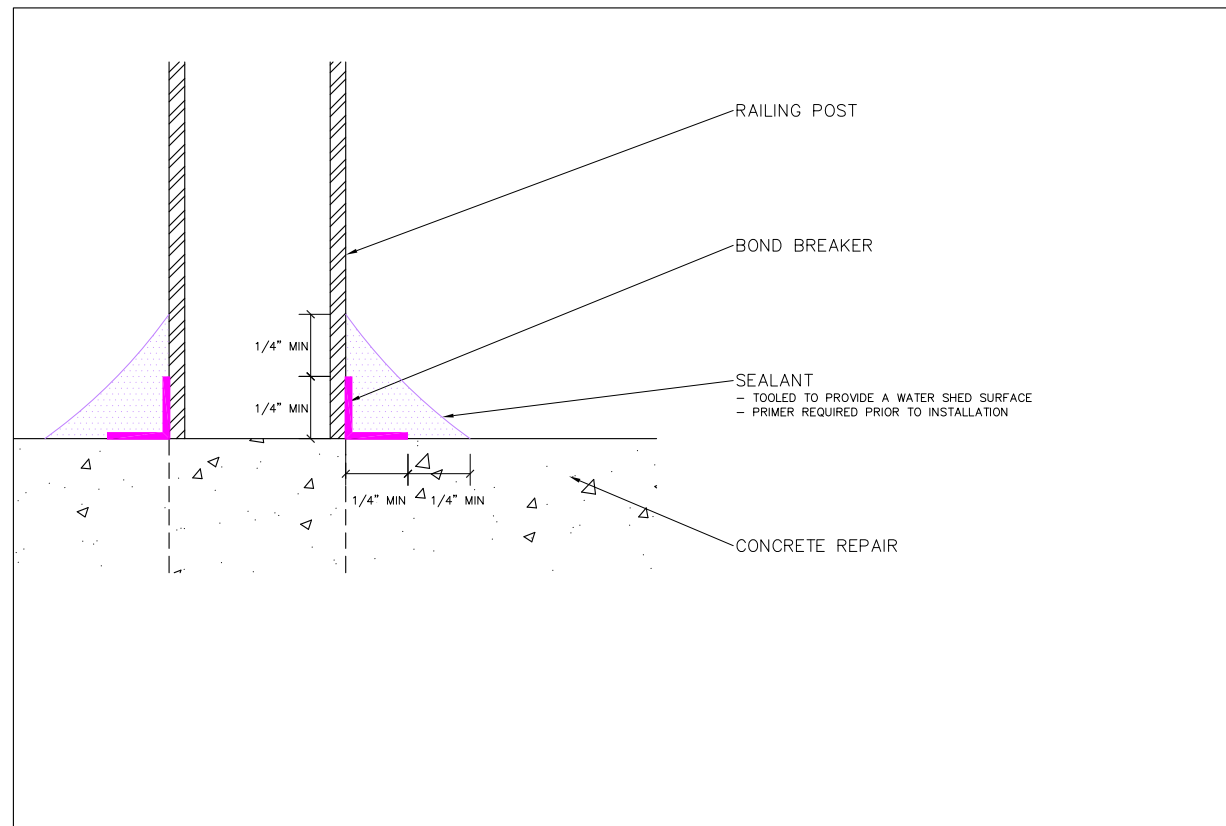 RAILING POST
BOND BREAKER
1/4" MIN
1/4" MIN
SEALANT
– TOOLED TO PROVIDE A WATER SHED SURFACE
– PRIMER REQUIRED PRIOR TO INSTALLATION
1/4" MIN 1/4" MIN
CONCRETE REPAIR